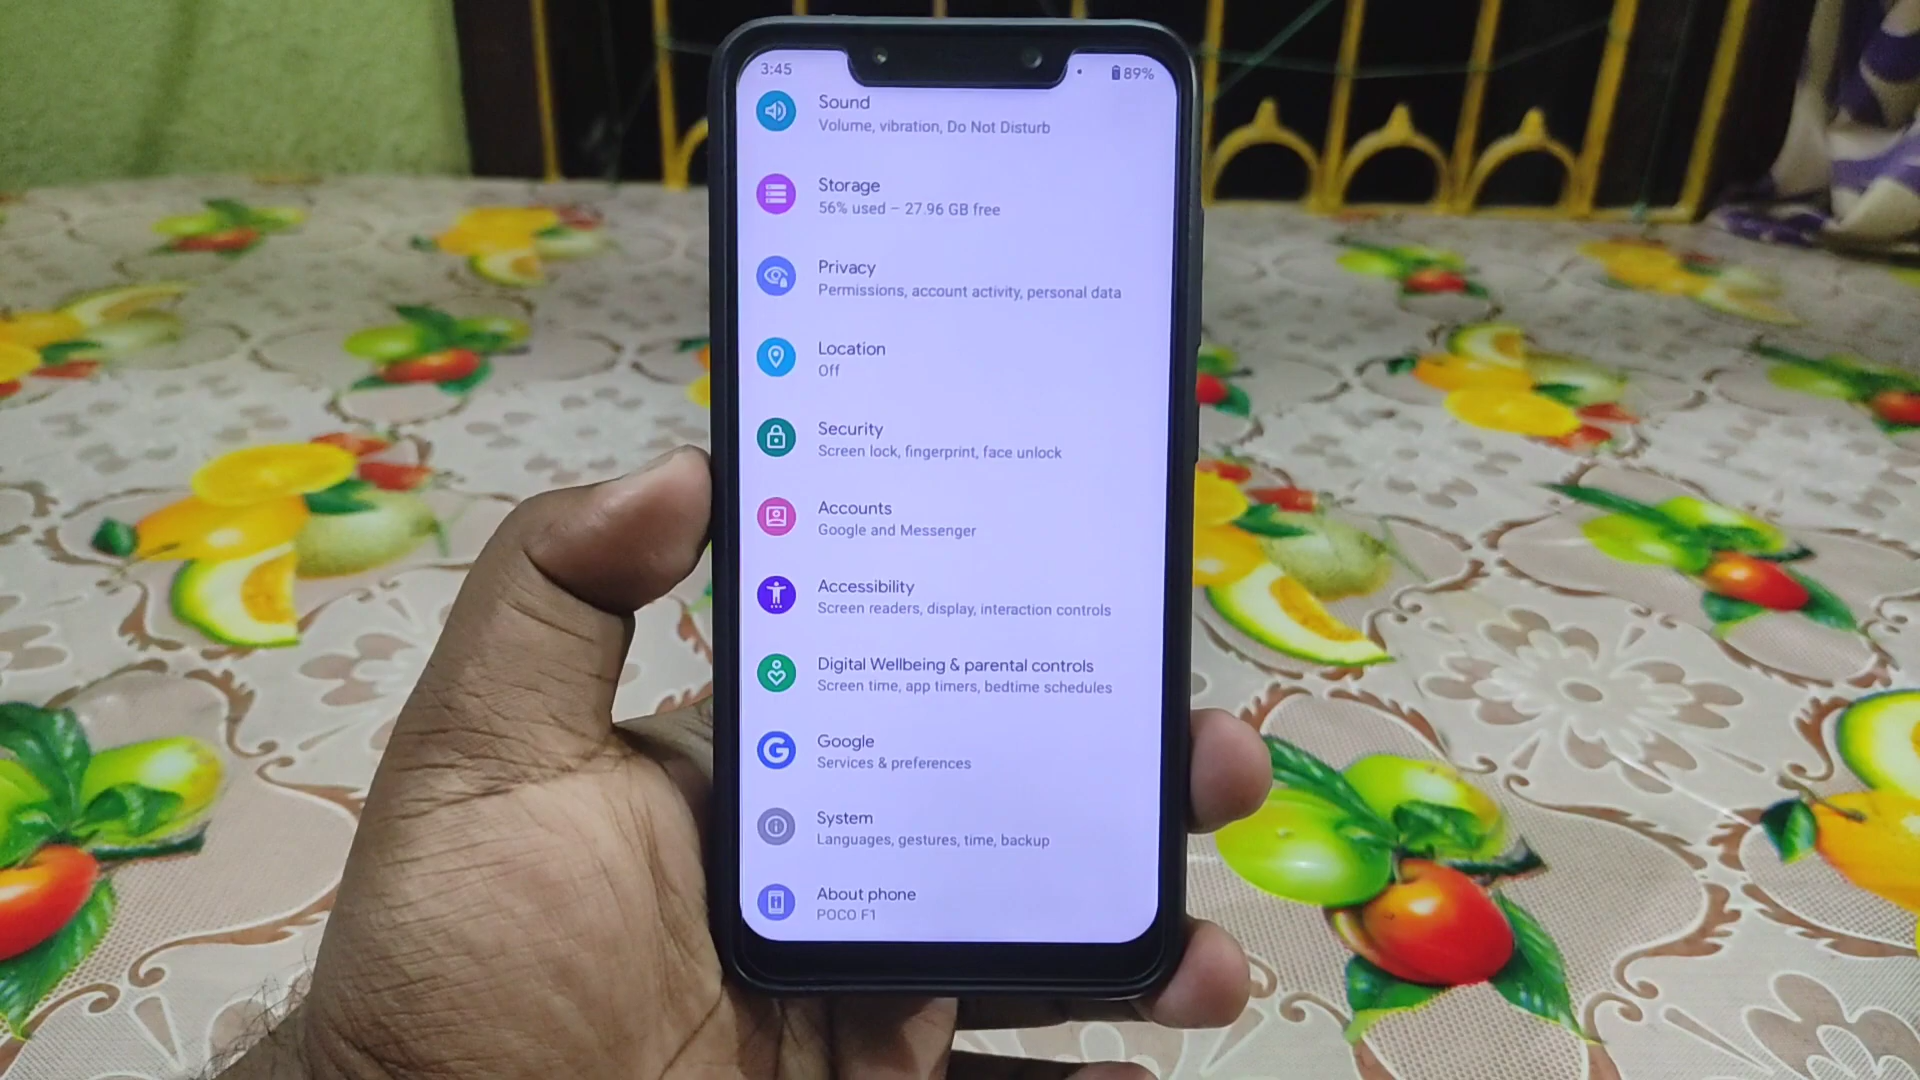 3:45
89%
Sound
Volume, vibration, Do Not Disturb
Storage
56% used – 27.96 GB free
Privacy
Permissions, account activity, personal data
Location
Off
Security
Screen lock, fingerprint, face unlock
Accounts
Google and Messenger
Accessibility
Screen readers, display, interaction controls
Digital Wellbeing & parental controls
Screen time, app timers, bedtime schedules
Google
Services & preferences
System
Languages, gestures, time, backup
About phone
POCO F1